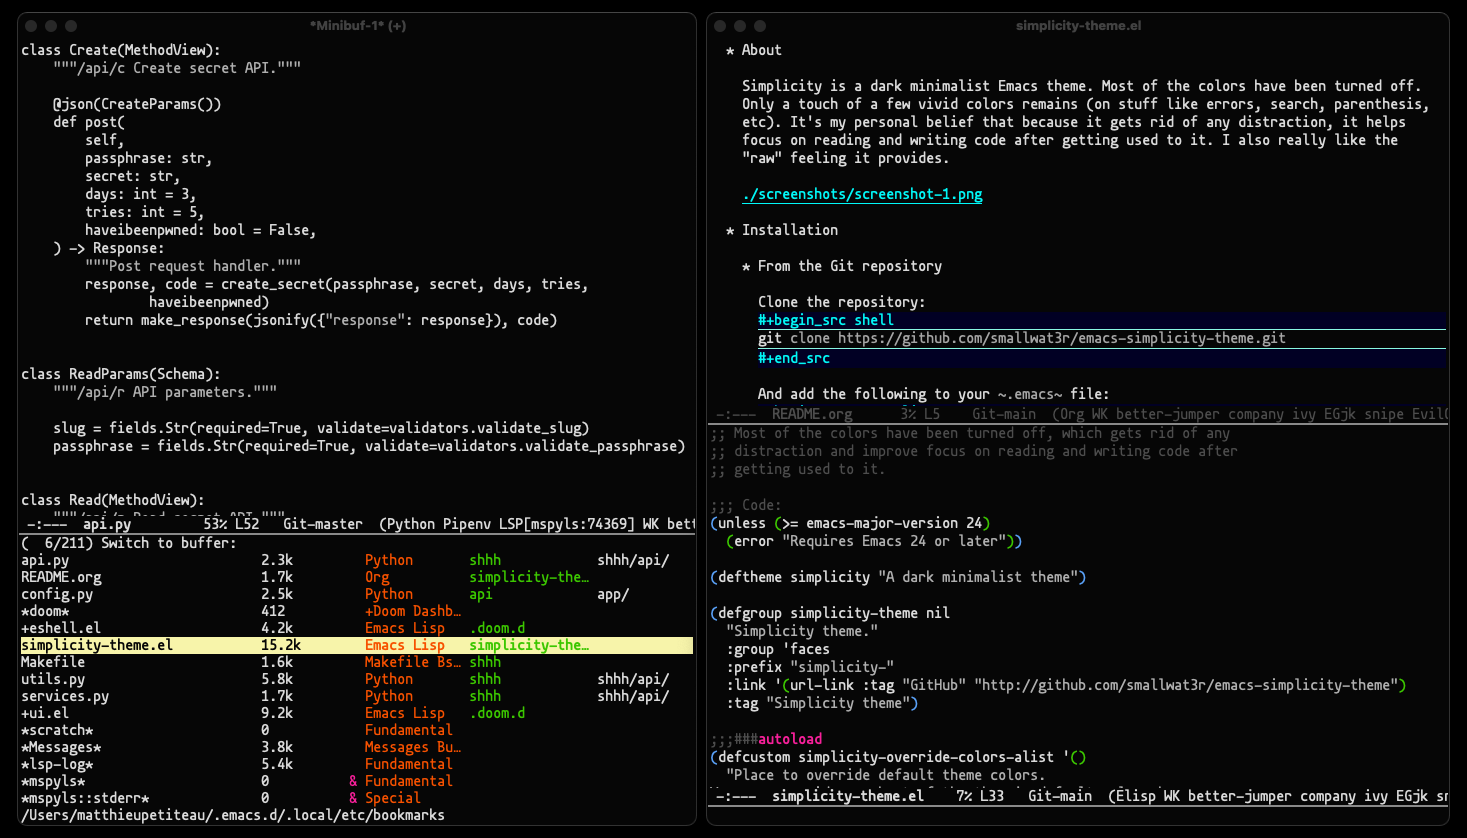 *Minibuf-1* (+)
class Create(MethodView):
"""/api/c Create secret API."""
@json(CreateParams())
def post(
self,
passphrase: str,
secret: str,
days: int = 3,
tries: int = 5,
haveibeenpwned: bool = False,
) -> Response:
"""Post request handler."""
response, code = create_secret(passphrase, secret, days, tries,
haveibeenpwned)
return make_response(jsonify({"response": response}), code)
class ReadParams(Schema):
"""/api/r API parameters."""
slug = fields.Str(required=True, validate=validators.validate_slug)
passphrase = fields.Str(required=True, validate=validators.validate_passphrase)
class Read(MethodView):
"""/api/r Read secret API."""
-:--- api.py 53% L52 Git-master (Python Pipenv LSP[mspyls:74369] WK bett
( 6/211) Switch to buffer:
api.py 2.3k Python shhh shhh/api/
README.org 1.7k Org simplicity-the…
config.py 2.5k Python api app/
*doom* 412 +Doom Dashb…
+eshell.el 4.2k Emacs Lisp .doom.d
simplicity-theme.el 15.2k Emacs Lisp simplicity-the…
Makefile 1.6k Makefile Bs… shhh
utils.py 5.8k Python shhh shhh/api/
services.py 1.7k Python shhh shhh/api/
+ui.el 9.2k Emacs Lisp .doom.d
*scratch* 0 Fundamental
*Messages* 3.8k Messages Bu…
*lsp-log* 5.4k Fundamental
*mspyls* 0 & Fundamental
*mspyls::stderr* 0 & Special
/Users/matthieupetiteau/.emacs.d/.local/etc/bookmarks
simplicity-theme.el
* About
Simplicity is a dark minimalist Emacs theme. Most of the colors have been turned off.
Only a touch of a few vivid colors remains (on stuff like errors, search, parenthesis,
etc). It's my personal belief that because it gets rid of any distraction, it helps
focus on reading and writing code after getting used to it. I also really like the
"raw" feeling it provides.
./screenshots/screenshot-1.png
* Installation
* From the Git repository
Clone the repository:
#+begin_src shell
git clone https://github.com/smallwat3r/emacs-simplicity-theme.git
#+end_src
And add the following to your ~.emacs~ file:
-:--- README.org 3% L5 Git-main (Org WK better-jumper company ivy EGjk snipe EvilO
;; Most of the colors have been turned off, which gets rid of any
;; distraction and improve focus on reading and writing code after
;; getting used to it.
;;; Code:
(unless (>= emacs-major-version 24)
(error "Requires Emacs 24 or later"))
(deftheme simplicity "A dark minimalist theme")
(defgroup simplicity-theme nil
"Simplicity theme."
:group 'faces
:prefix "simplicity-"
:link '(url-link :tag "GitHub" "http://github.com/smallwat3r/emacs-simplicity-theme")
:tag "Simplicity theme")
;;;###autoload
(defcustom simplicity-override-colors-alist '()
"Place to override default theme colors.
-:--- simplicity-theme.el 7% L33 Git-main (Elisp WK better-jumper company ivy EGjk sn